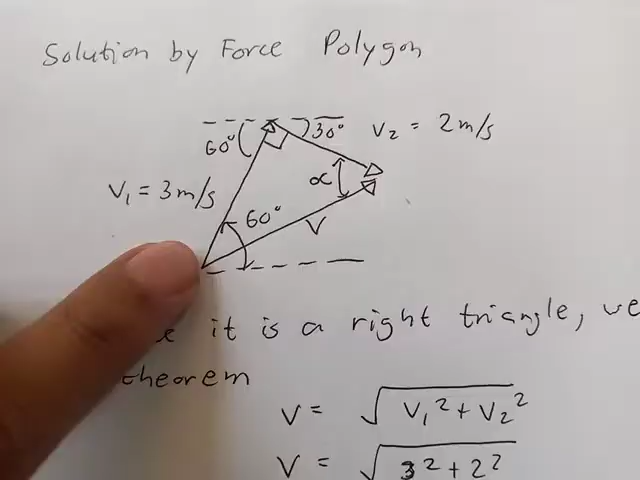 Solution by Force Polygon
60° 30° V₂ = 2m/s
V₁ = 3m/s α
60° V
it is a right triangle, we
theorem
V = √V₁² + V₂²
V = √3² + 2²